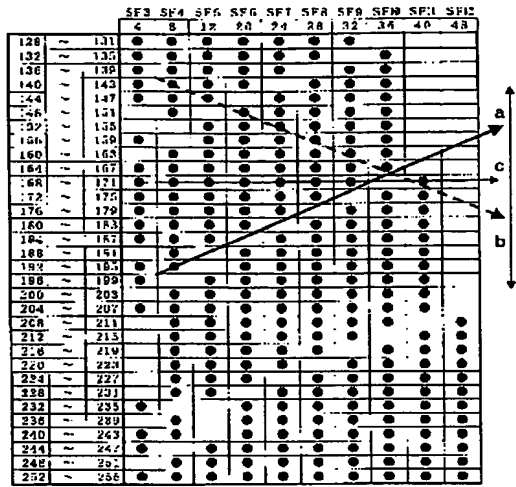 SF3 SF4 SF5 SF6 SF7 SF8 SF9 SF10 SF11 SF12
4 8 12 20 24 28 32 36 40 48
128 ~ 131
132 ~ 135
136 ~ 139
140 ~ 143
144 ~ 147
148 ~ 151 a
152 ~ 155
156 ~ 159
160 ~ 163
164 ~ 167 c
168 ~ 171
172 ~ 175
176 ~ 179
180 ~ 183
184 ~ 187 b
188 ~ 191
192 ~ 195
196 ~ 199
200 ~ 203
204 ~ 207
208 ~ 211
212 ~ 215
216 ~ 219
220 ~ 223
224 ~ 227
228 ~ 231
232 ~ 235
236 ~ 239
240 ~ 243
244 ~ 247
248 ~ 251
252 ~